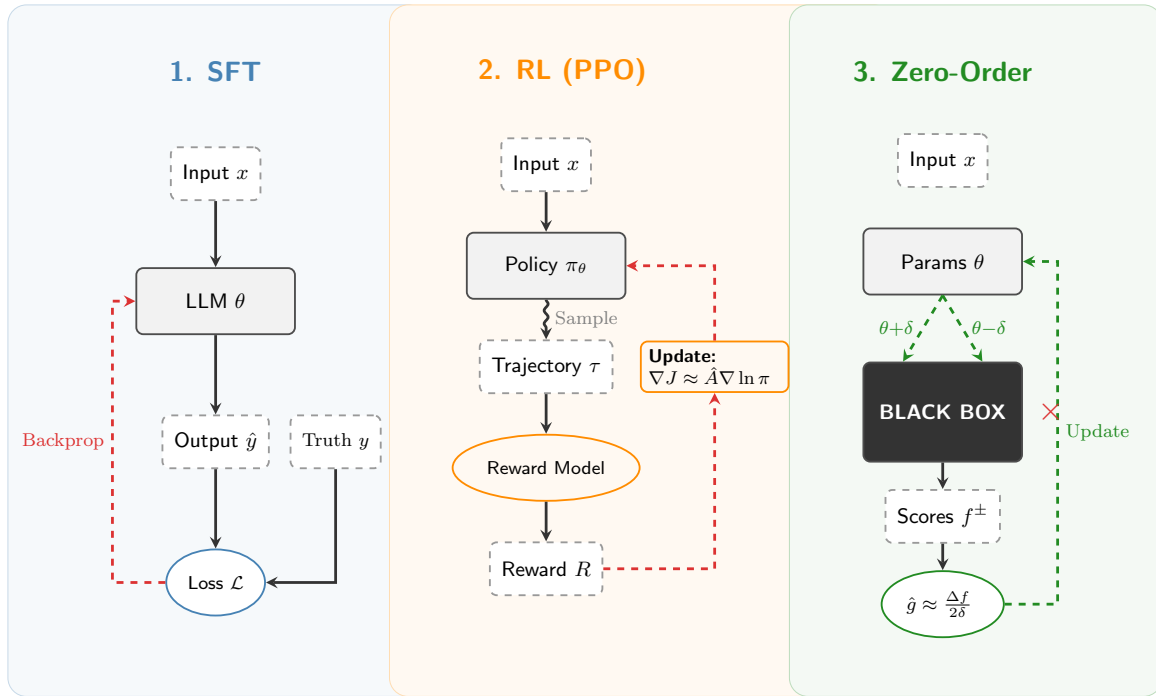 1. SFT
Input x
LLM θ
Backprop
Output ŷ
Truth y
Loss ℒ
2. RL (PPO)
Input x
Policy π_θ
Sample
Trajectory τ
Update:
∇J ≈ Â∇ ln π
Reward Model
Reward R
3. Zero-Order
Input x
Params θ
θ+δ
θ−δ
BLACK BOX
Update
Scores f^±
ĝ ≈ Δf/2δ